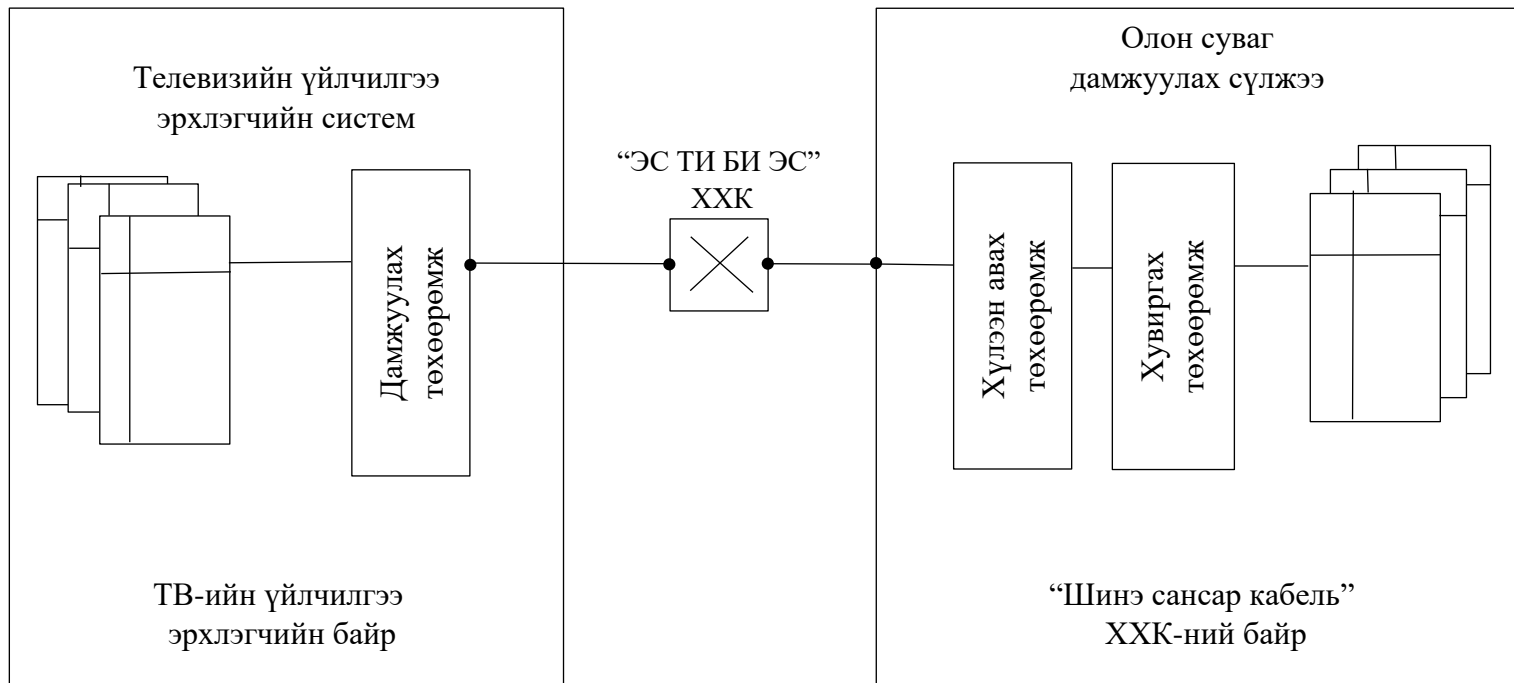 Телевизийн үйлчилгээ
эрхлэгчийн систем
Дамжуулах
төхөөрөмж
ТВ-ийн үйлчилгээ
эрхлэгчийн байр
“ЭС ТИ БИ ЭС”
ХХК
Олон суваг
дамжуулах сүлжээ
Хүлээн авах
төхөөрөмж
Хувиргах
төхөөрөмж
“Шинэ сансар кабель”
ХХК-ний байр